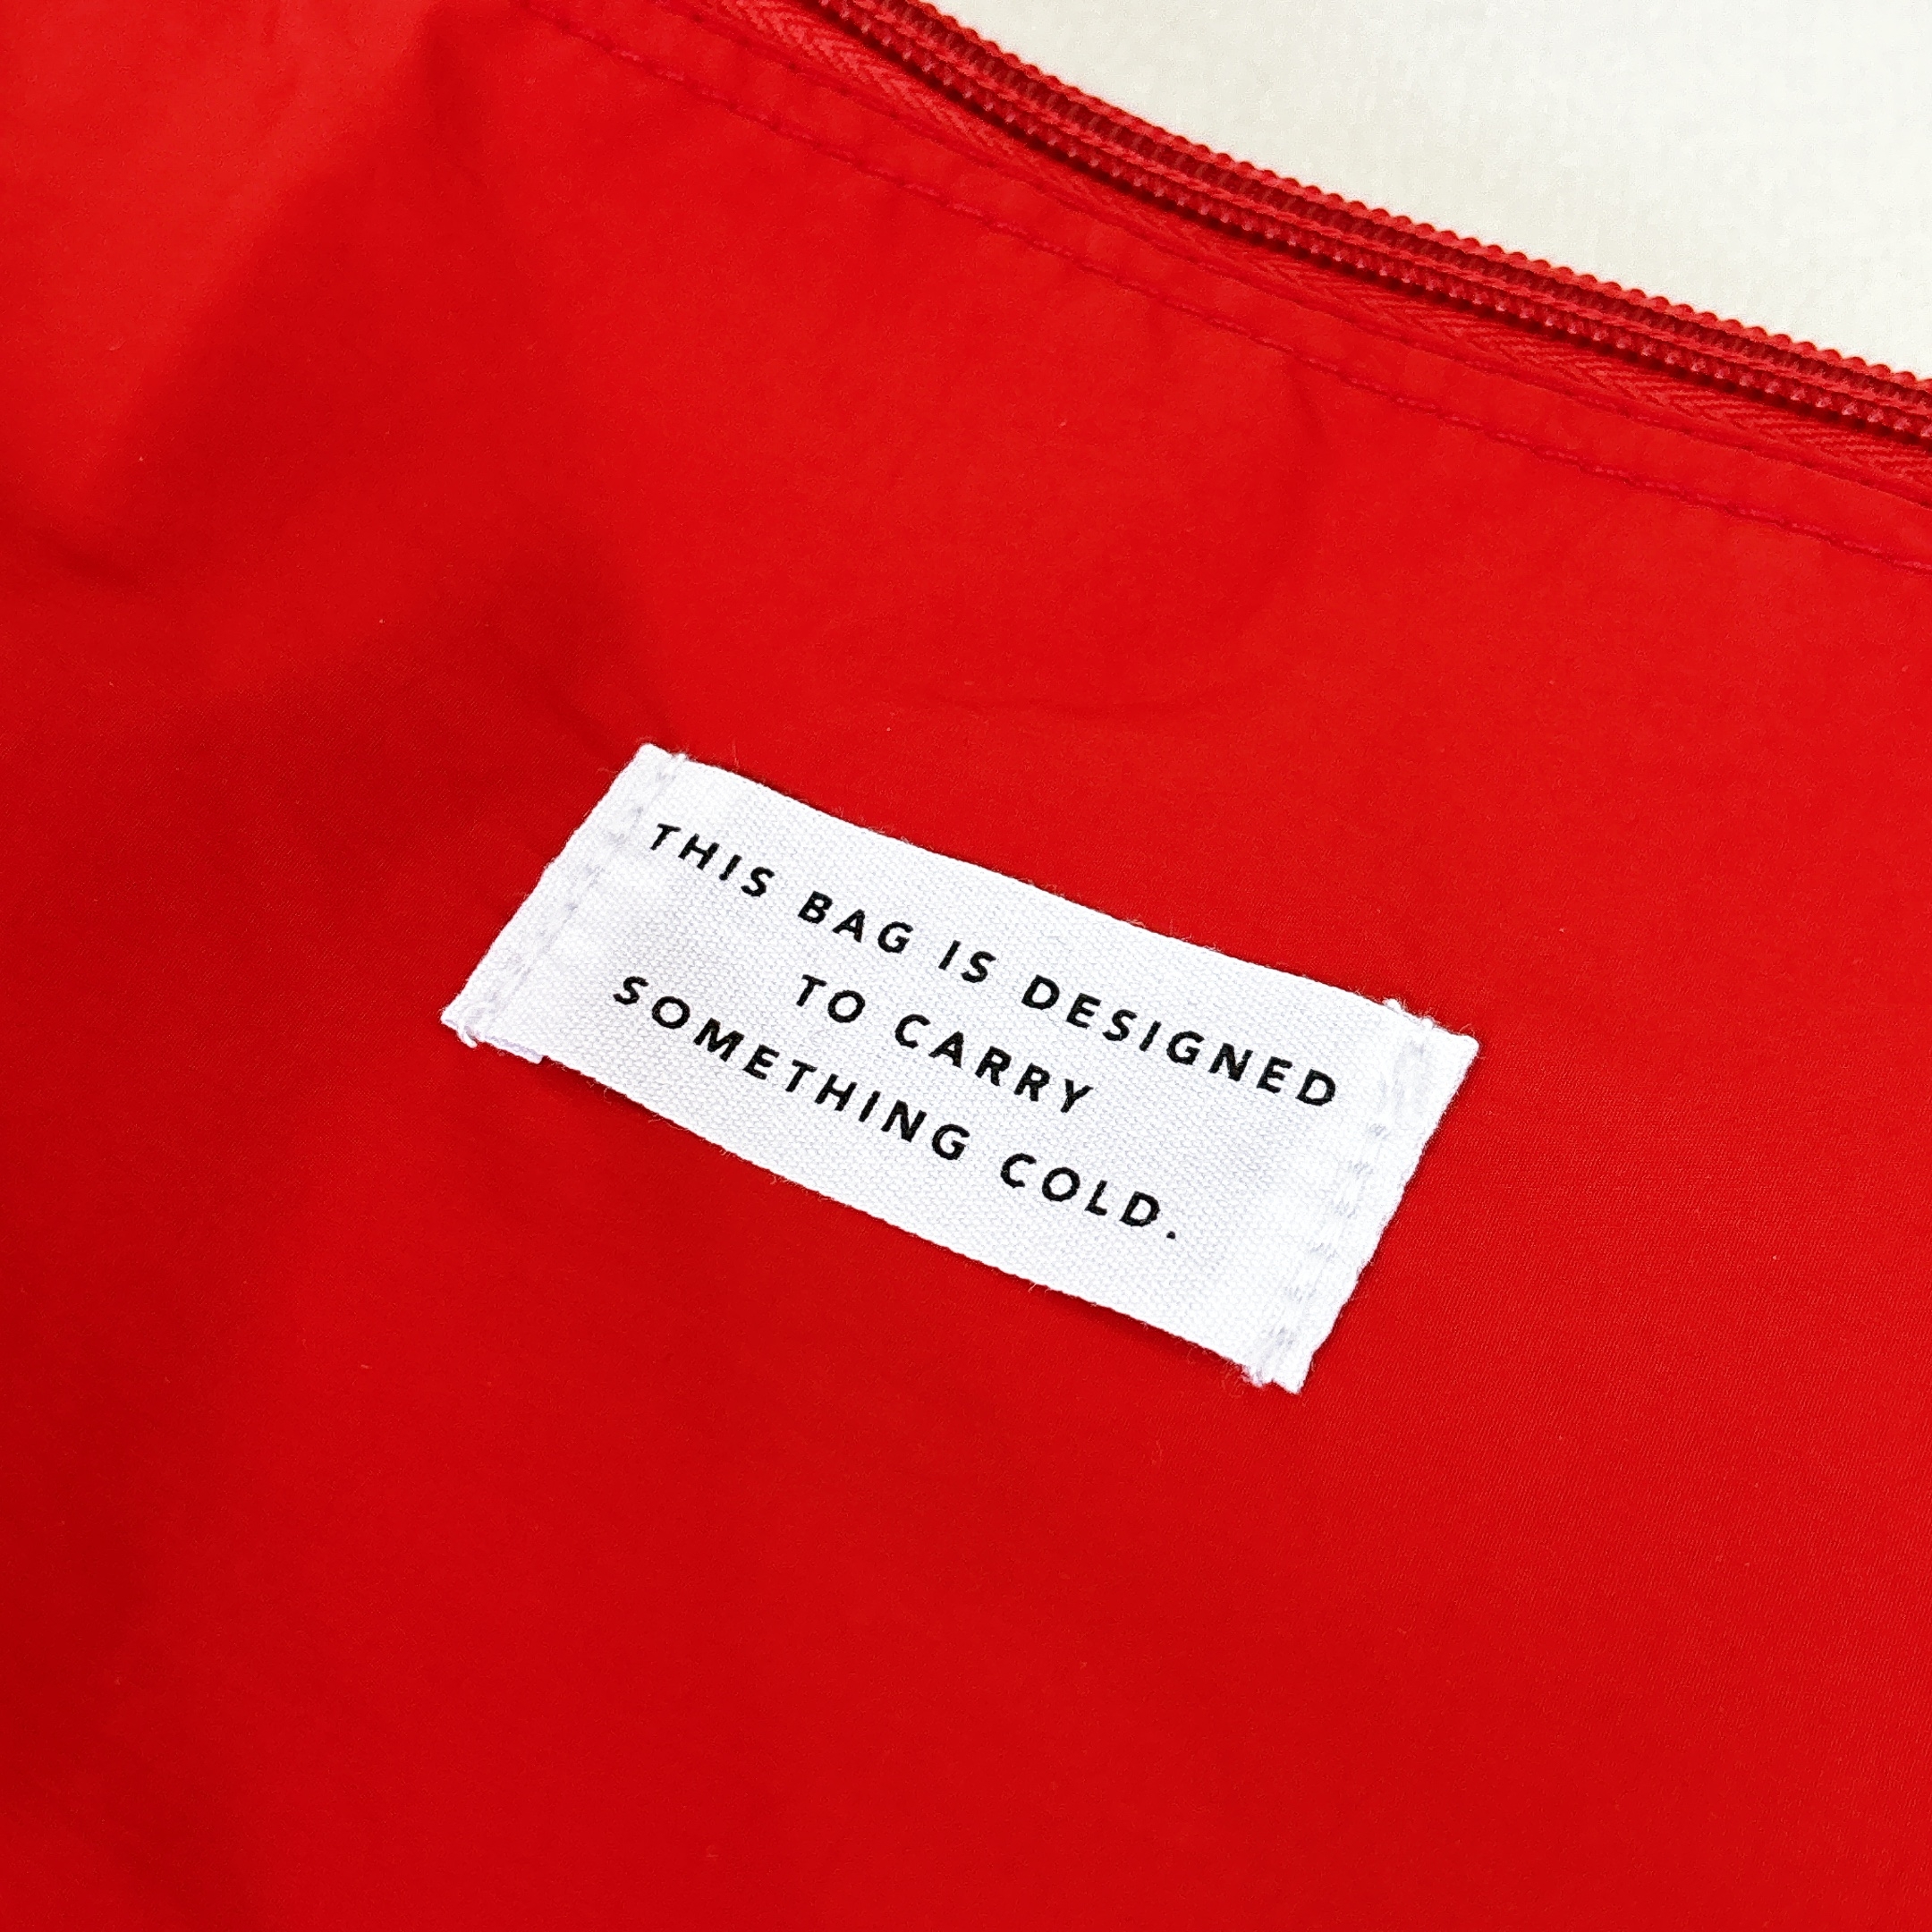 THIS BAG IS DESIGNED
TO CARRY
SOMETHING COLD.